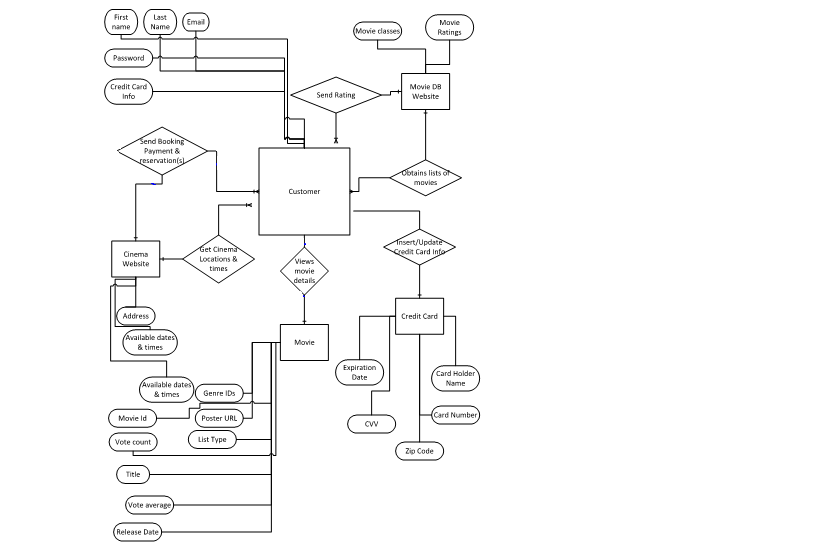 First
name
Last
Name
Email
Movie classes
Movie
Ratings
Password
Credit Card
Info
Send Rating
Movie DB
Website
Send Booking
Payment &
reservation(s)
Customer
Obtains lists of
movies
Cinema
Website
Get Cinema
Locations &
times
Views
movie
details
Insert/Update
Credit Card Info
Address
Available dates
& times
Movie
Credit Card
Available dates
& times
Genre IDs
Expiration
Date
Card Holder
Name
Movie Id
Poster URL
CVV
Card Number
Vote count
List Type
Zip Code
Title
Vote average
Release Date